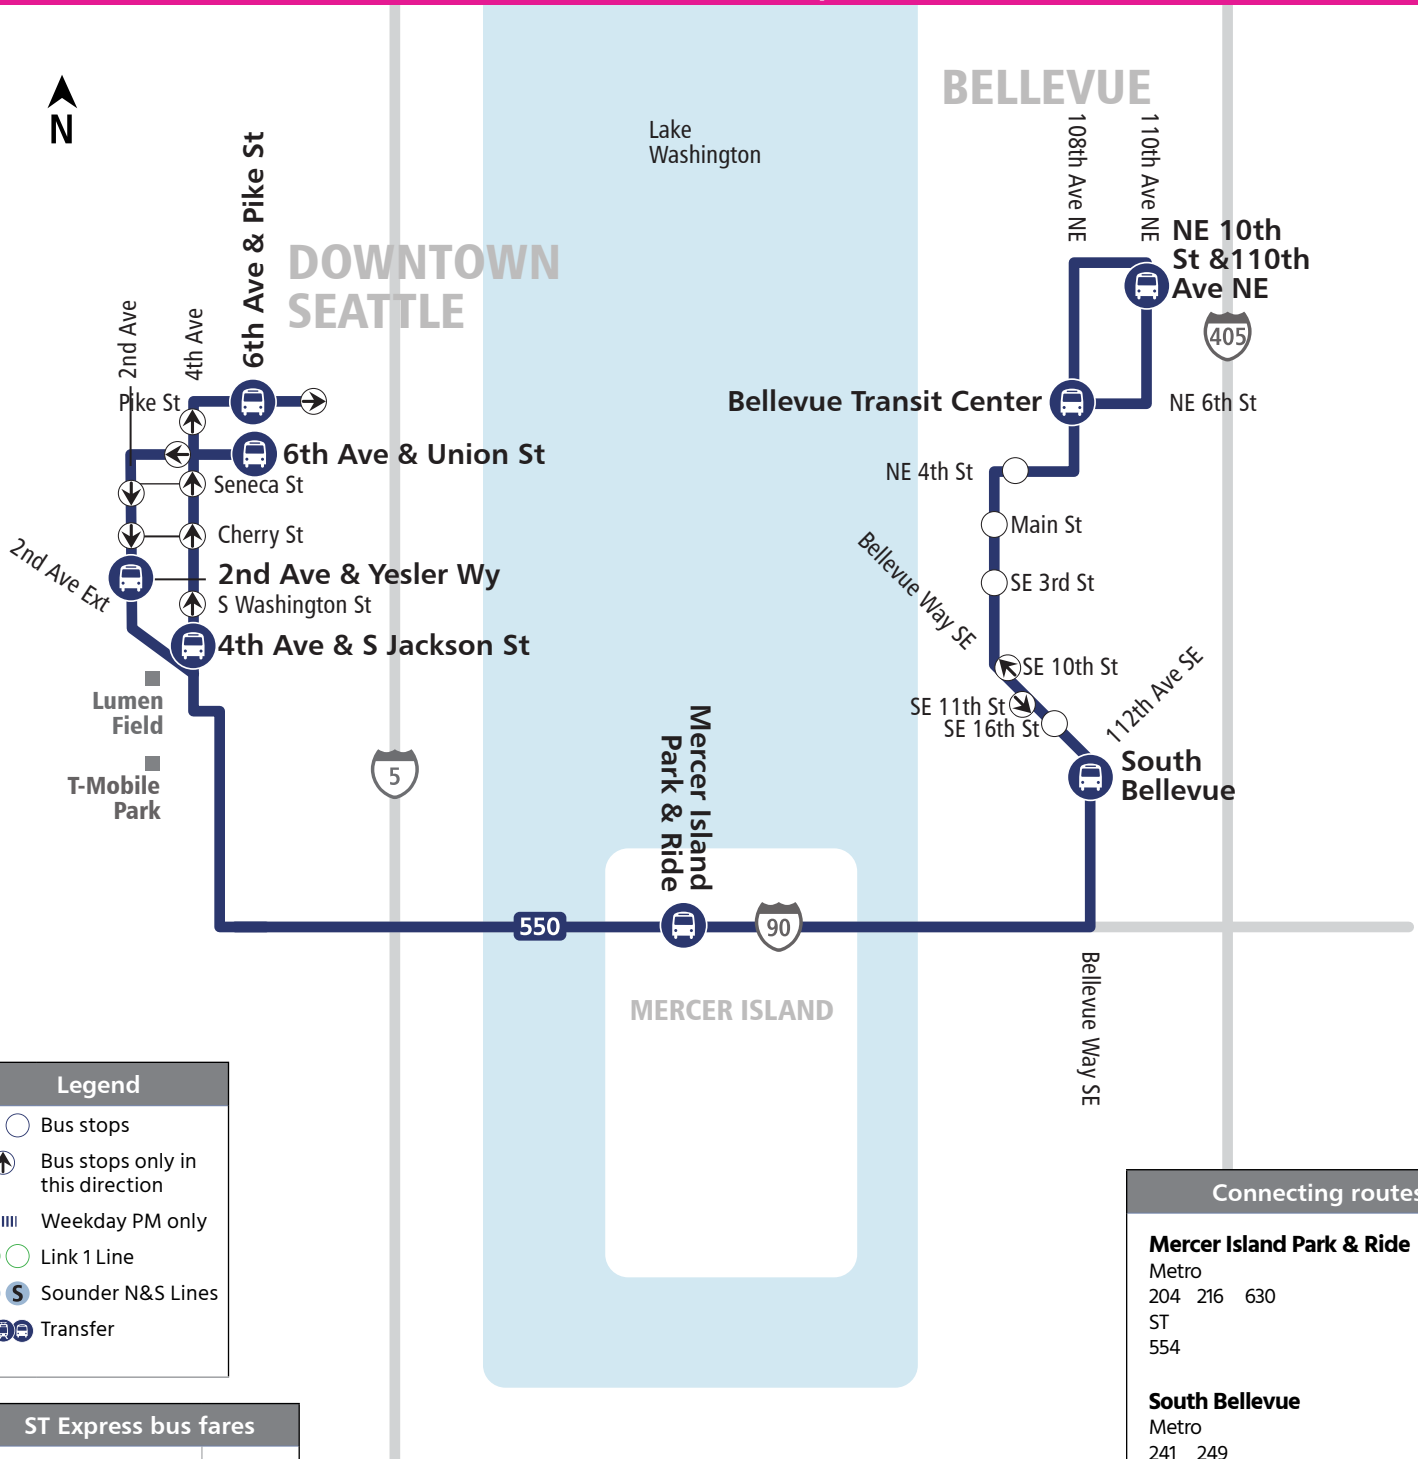 BELLEVUE
N
Lake
Washington
108th Ave NE
110th Ave NE
6th Ave & Pike St
DOWNTOWN
SEATTLE
NE 10th
St &110th
Ave NE
405
2nd Ave
4th Ave
Pike St
Bellevue Transit Center
NE 6th St
6th Ave & Union St
NE 4th St
Seneca St
Main St
Cherry St
2nd Ave Ext
Bellevue Way SE
2nd Ave & Yesler Wy
SE 3rd St
S Washington St
4th Ave & S Jackson St
SE 10th St
112th Ave SE
Lumen
Field
SE 11th St
SE 16th St
Mercer Island
Park & Ride
5
South
Bellevue
T-Mobile
Park
550
90
MERCER ISLAND
Bellevue Way SE
Legend
Bus stops
Bus stops only in
this direction
Weekday PM only
Link 1 Line
S Sounder N&S Lines
Transfer
ST Express bus fares
Connecting routes
Mercer Island Park & Ride
Metro
204 216 630
ST
554
South Bellevue
Metro
241 249